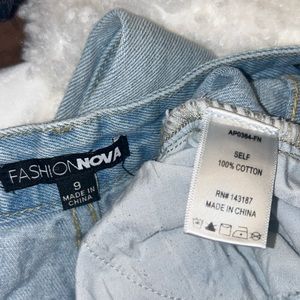 FASHIONNOVA
9
MADE IN
CHINA
AP0364-FN
SELF
100% COTTON
RN# 143187
MADE IN CHINA